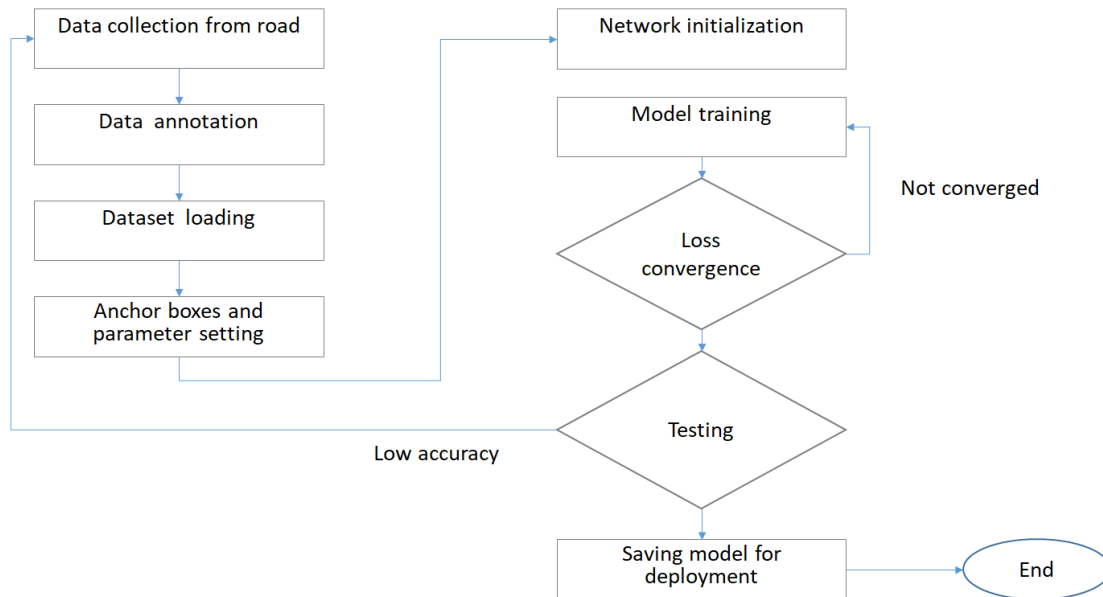 Data collection from road
Data annotation
Dataset loading
Anchor boxes and
parameter setting
Network initialization
Model training
Not converged
Loss
convergence
Testing
Low accuracy
Saving model for
deployment
End